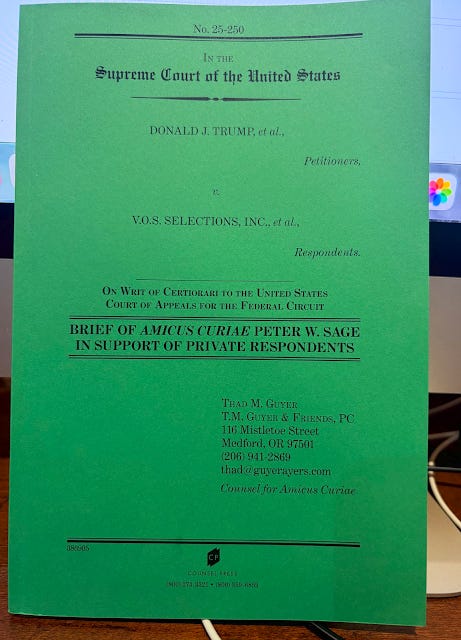 No. 25-250
IN THE
Supreme Court of the United States
DONALD J. TRUMP, et al.,
Petitioners,
v.
V.O.S. SELECTIONS, INC., et al.,
Respondents.
ON WRIT OF CERTIORARI TO THE UNITED STATES
COURT OF APPEALS FOR THE FEDERAL CIRCUIT
BRIEF OF AMICUS CURIAE PETER W. SAGE
IN SUPPORT OF PRIVATE RESPONDENTS
THAD M. GUYER
T.M. GUYER & FRIENDS, PC
116 Mistletoe Street
Medford, OR 97501
(206) 941-2869
thad@guyerayers.com
Counsel for Amicus Curiae
CP
COUNSEL PRESS